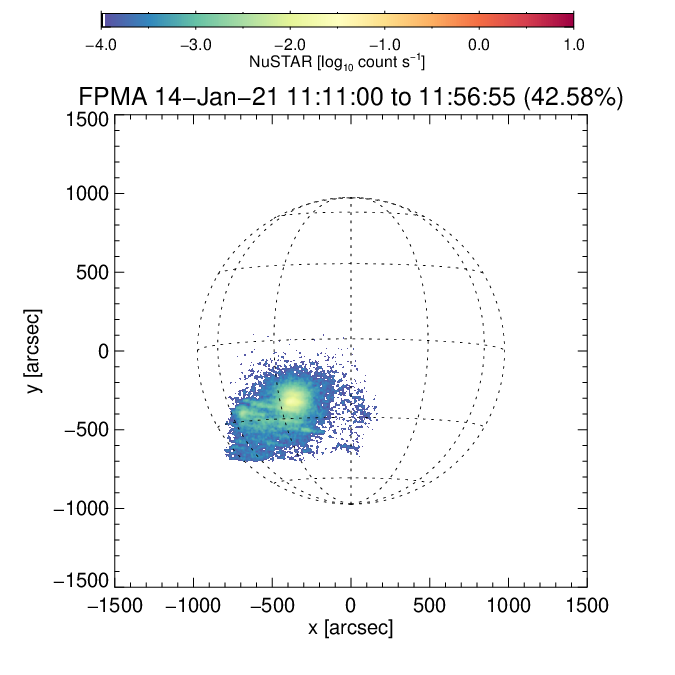 −4.0 −3.0 −2.0 −1.0 0.0 1.0
NuSTAR [log₁₀ count s⁻¹]
FPMA 14−Jan−21 11:11:00 to 11:56:55 (42.58%)
1500
1000
500
0
−500
−1000
−1500
y [arcsec]
−1500 −1000 −500 0 500 1000 1500
x [arcsec]